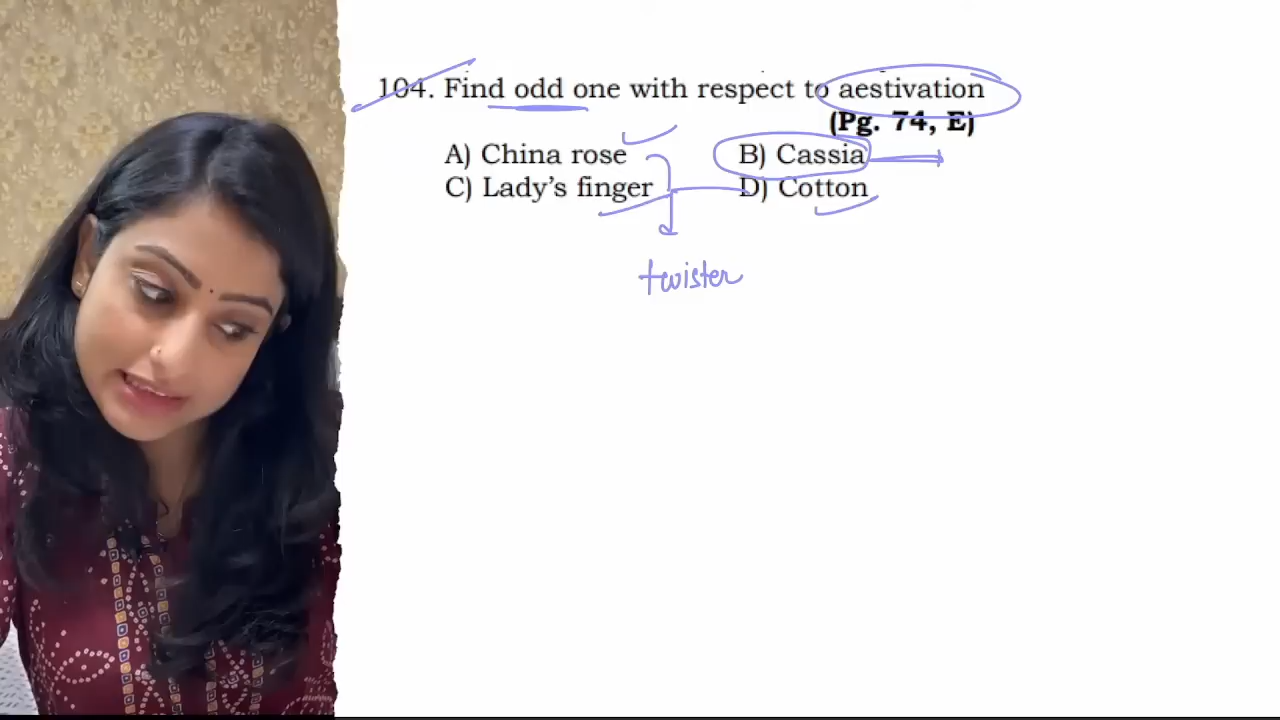 104. Find odd one with respect to aestivation
(Pg. 74, E)
A) China rose B) Cassia
C) Lady's finger D) Cotton
twister